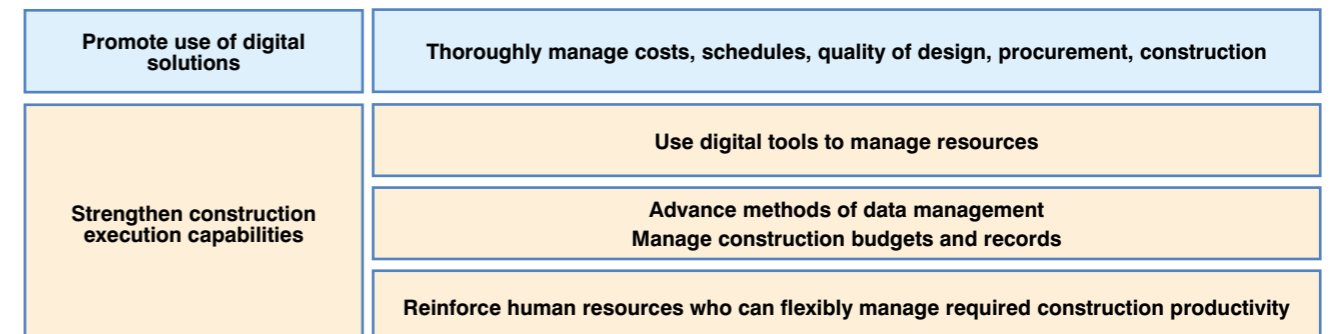 Promote use of digital
solutions
Thoroughly manage costs, schedules, quality of design, procurement, construction
Strengthen construction
execution capabilities
Use digital tools to manage resources
Advance methods of data management
Manage construction budgets and records
Reinforce human resources who can flexibly manage required construction productivity